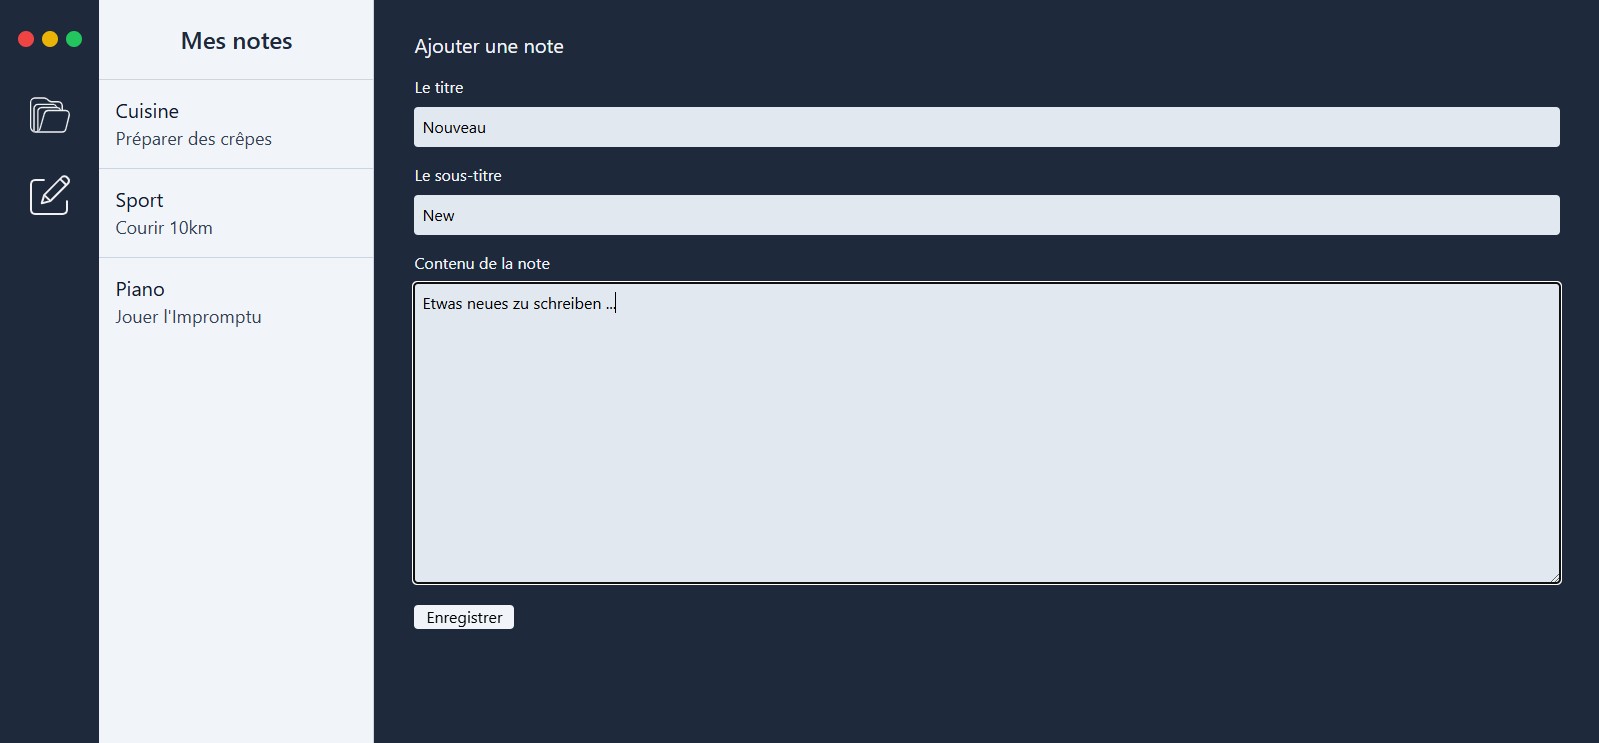 Mes notes
Cuisine
Préparer des crêpes
Sport
Courir 10km
Piano
Jouer l'Impromptu
Ajouter une note
Le titre
Nouveau
Le sous-titre
New
Contenu de la note
Etwas neues zu schreiben ...
Enregistrer